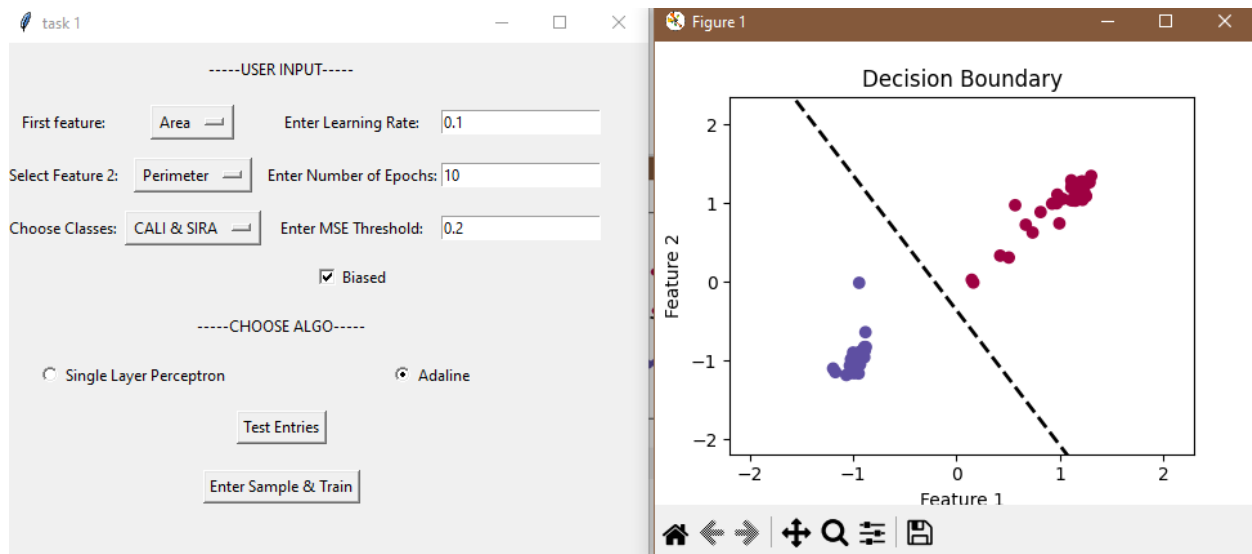 task 1
-----USER INPUT-----
First feature: Area Enter Learning Rate: 0.1
Select Feature 2: Perimeter Enter Number of Epochs: 10
Choose Classes: CALI & SIRA Enter MSE Threshold: 0.2
Biased
-----CHOOSE ALGO-----
Single Layer Perceptron Adaline
Test Entries
Enter Sample & Train
Figure 1
Decision Boundary
Feature 2
2
1
0
−1
−2
−2 −1 0 1 2
Feature 1